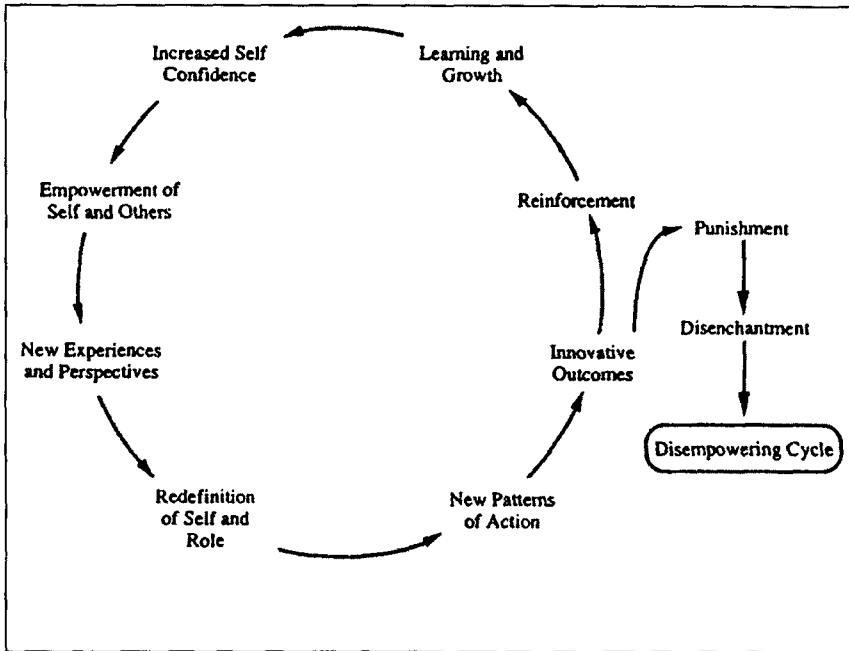 Increased Self
Confidence
Learning and
Growth
Empowerment of
Self and Others
Reinforcement
Punishment
Disenchantment
New Experiences
and Perspectives
Innovative
Outcomes
Disempowering Cycle
Redefinition
of Self and
Role
New Patterns
of Action